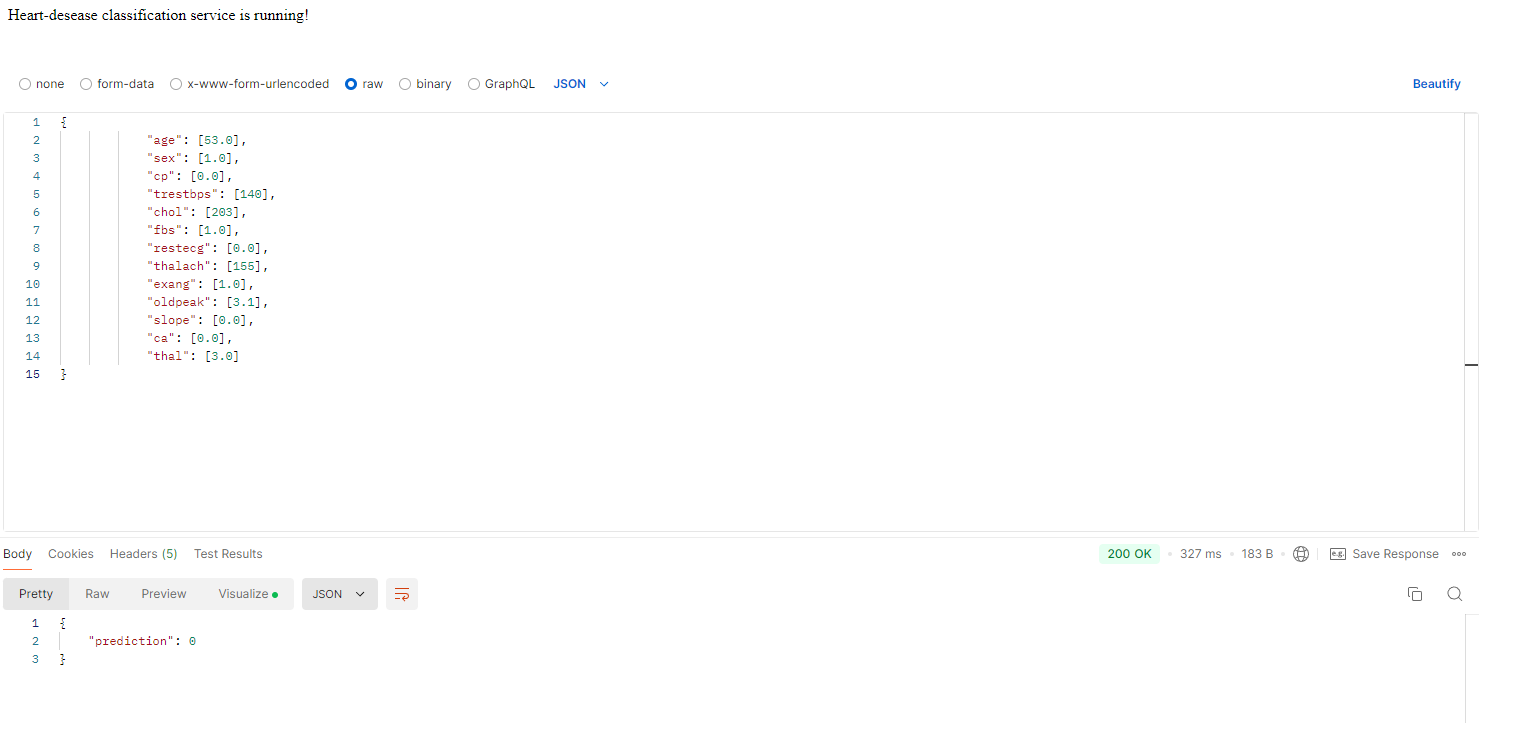 Heart-desease classification service is running!
none form-data x-www-form-urlencoded raw binary GraphQL JSON Beautify
1 {
2 "age": [53.0],
3 "sex": [1.0],
4 "cp": [0.0],
5 "trestbps": [140],
6 "chol": [203],
7 "fbs": [1.0],
8 "restecg": [0.0],
9 "thalach": [155],
10 "exang": [1.0],
11 "oldpeak": [3.1],
12 "slope": [0.0],
13 "ca": [0.0],
14 "thal": [3.0]
15 }
Body Cookies Headers (5) Test Results 200 OK 327 ms 183 B e.g. Save Response
Pretty Raw Preview Visualize JSON
1 {
2 "prediction": 0
3 }